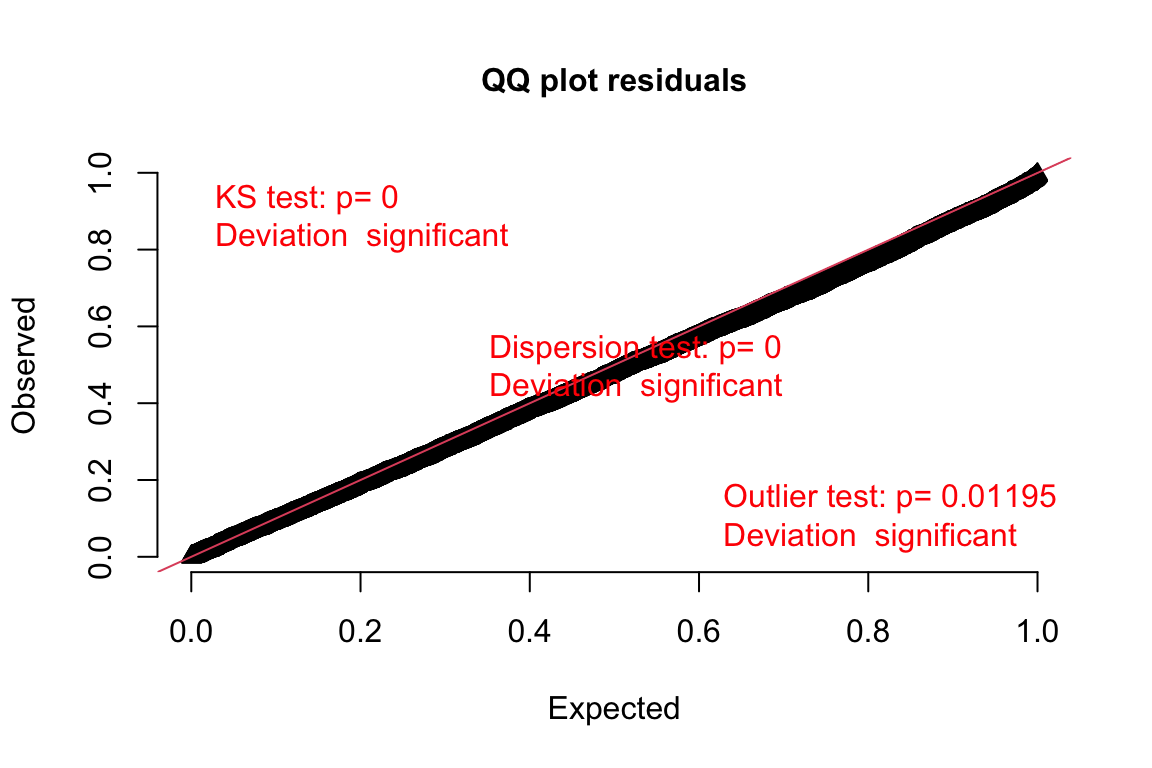 QQ plot residuals
KS test: p= 0
Deviation  significant
Dispersion test: p= 0
Deviation  significant
Outlier test: p= 0.01195
Deviation  significant
Observed
0.0 0.2 0.4 0.6 0.8 1.0
0.0 0.2 0.4 0.6 0.8 1.0
Expected